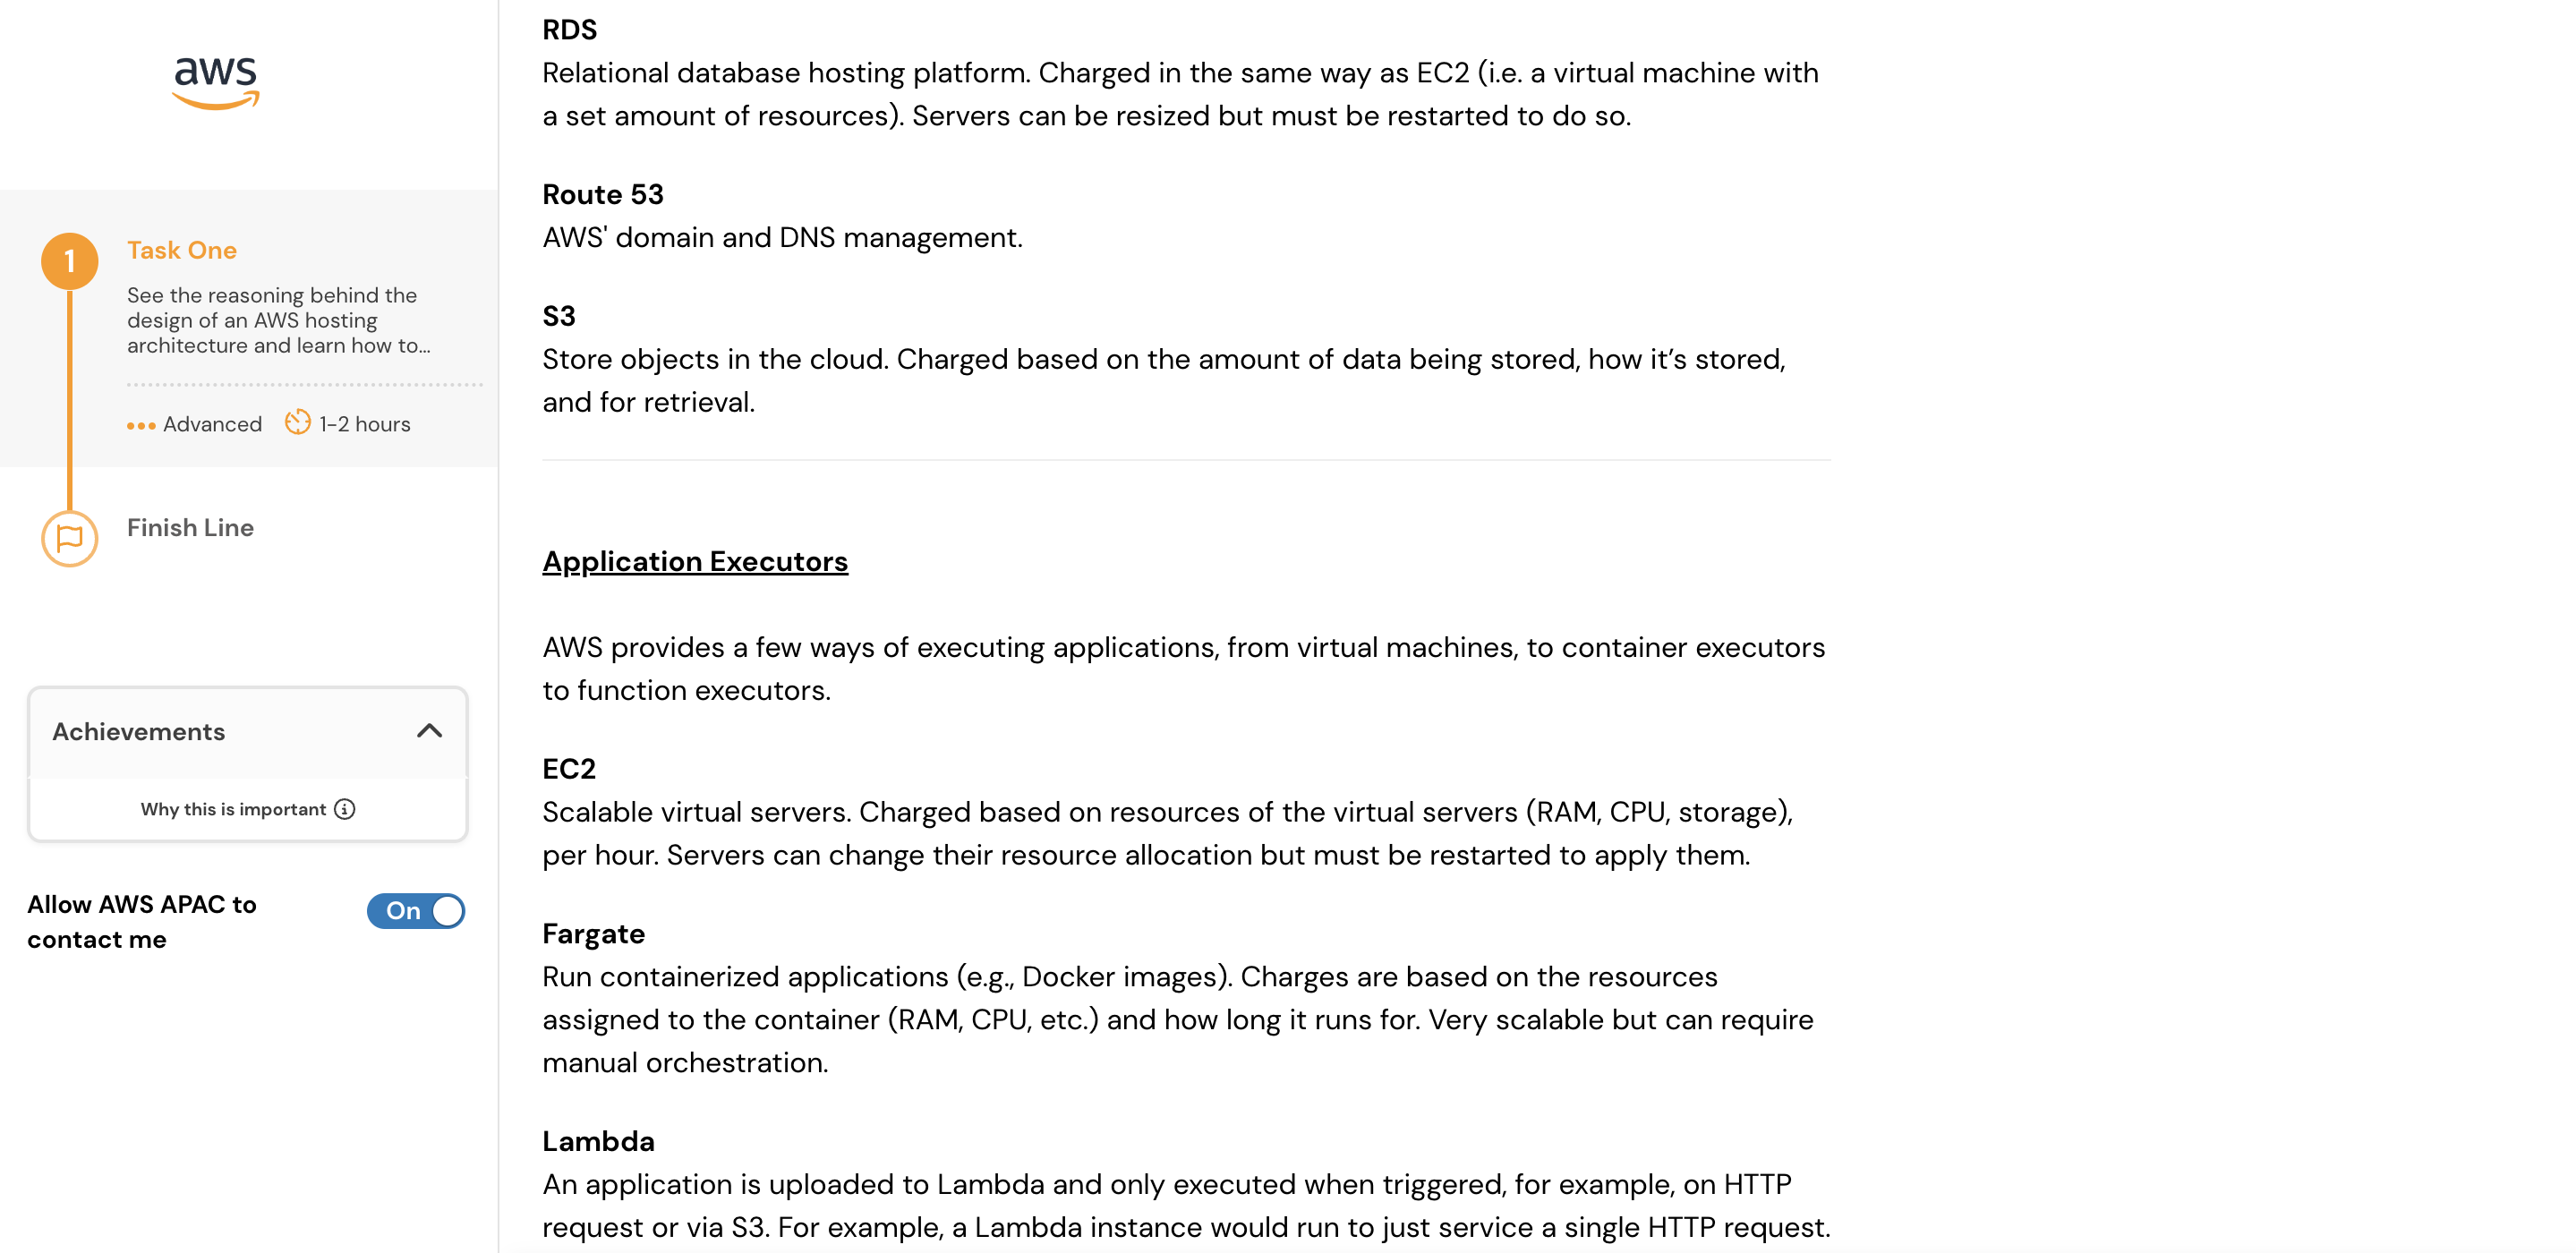 aws
1
Task One
See the reasoning behind the
design of an AWS hosting
architecture and learn how to...
Advanced
1-2 hours
Finish Line
Achievements
Why this is important
Allow AWS APAC to
contact me
On
RDS
Relational database hosting platform. Charged in the same way as EC2 (i.e. a virtual machine with
a set amount of resources). Servers can be resized but must be restarted to do so.
Route 53
AWS' domain and DNS management.
S3
Store objects in the cloud. Charged based on the amount of data being stored, how it’s stored,
and for retrieval.
Application Executors
AWS provides a few ways of executing applications, from virtual machines, to container executors
to function executors.
EC2
Scalable virtual servers. Charged based on resources of the virtual servers (RAM, CPU, storage),
per hour. Servers can change their resource allocation but must be restarted to apply them.
Fargate
Run containerized applications (e.g., Docker images). Charges are based on the resources
assigned to the container (RAM, CPU, etc.) and how long it runs for. Very scalable but can require
manual orchestration.
Lambda
An application is uploaded to Lambda and only executed when triggered, for example, on HTTP
request or via S3. For example, a Lambda instance would run to just service a single HTTP request.